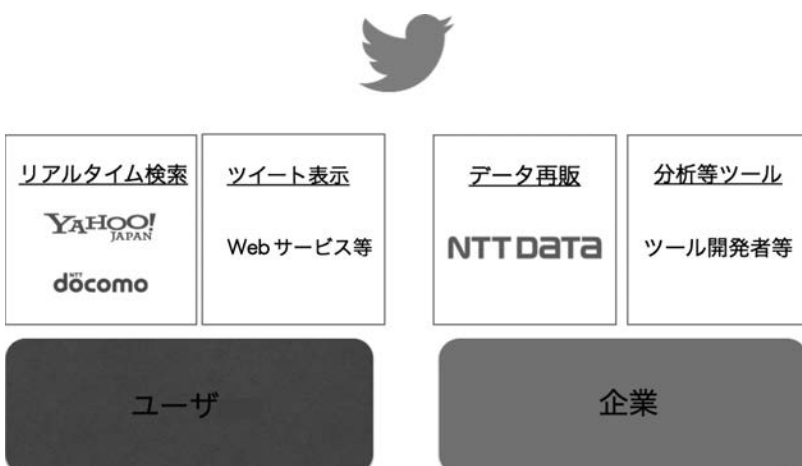 リアルタイム検索
YAHOO!
JAPAN
NTT
docomo
ツイート表示
Webサービス等
データ再販
NTT DATA
分析等ツール
ツール開発者等
ユーザ
企業